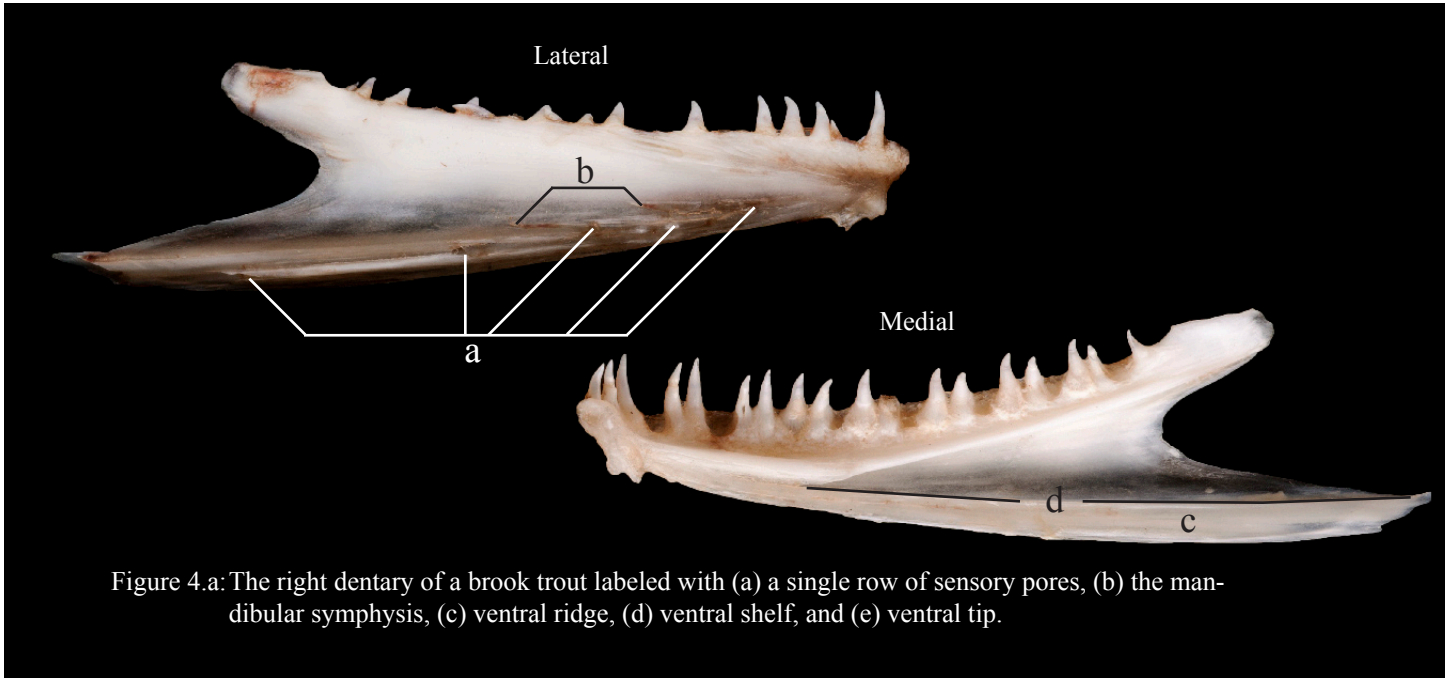 Lateral
b
a
Medial
d
c
Figure 4.a: The right dentary of a brook trout labeled with (a) a single row of sensory pores, (b) the man-
dibular symphysis, (c) ventral ridge, (d) ventral shelf, and (e) ventral tip.